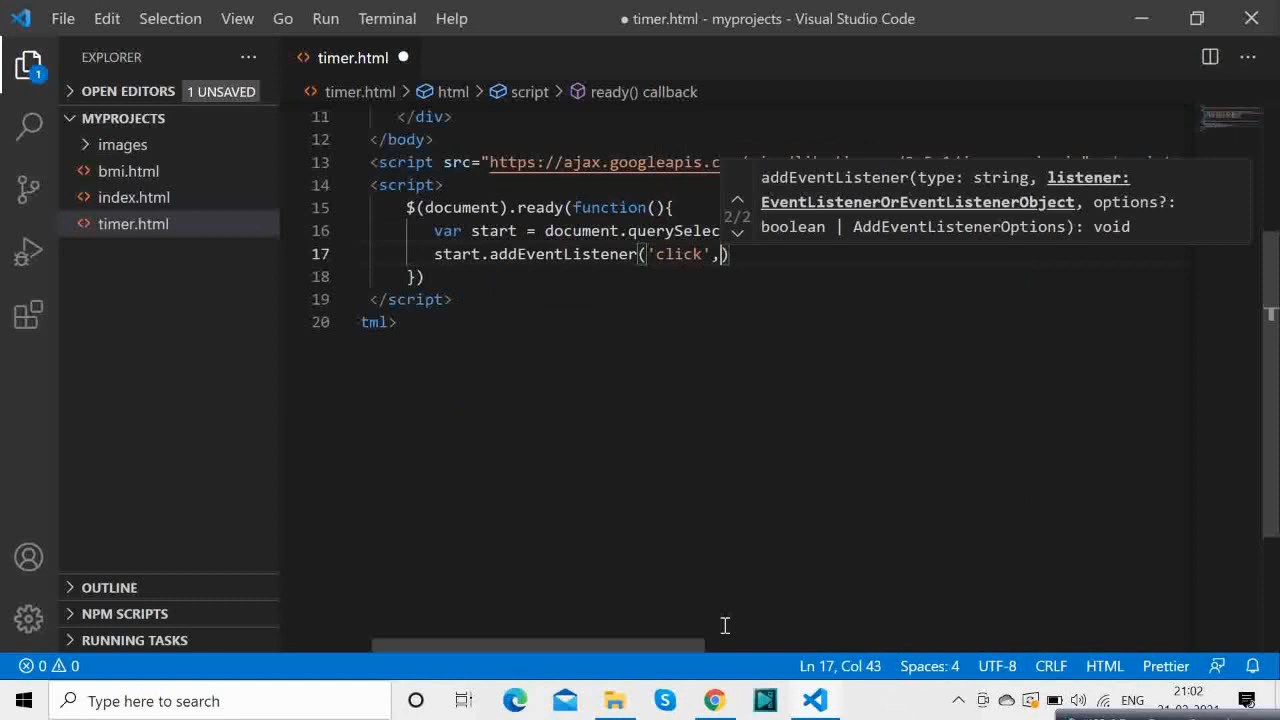 File Edit Selection View Go Run Terminal Help
● timer.html - myprojects - Visual Studio Code
EXPLORER
timer.html
OPEN EDITORS 1 UNSAVED
timer.html > html > script > ready() callback
MYPROJECTS
images
bmi.html
index.html
timer.html
11 </div>
12 </body>
13 <script src="https://ajax.googleapis.c
14 <script>
15 $(document).ready(function(){
16 var start = document.querySelec
17 start.addEventListener('click',)
18 })
19 </script>
20 tml>
addEventListener(type: string, listener:
2/2 EventListenerOrEventListenerObject, options?:
boolean | AddEventListenerOptions): void
1
OUTLINE
NPM SCRIPTS
RUNNING TASKS
0 0 Ln 17, Col 43 Spaces: 4 UTF-8 CRLF HTML Prettier
Type here to search
ENG
21:02